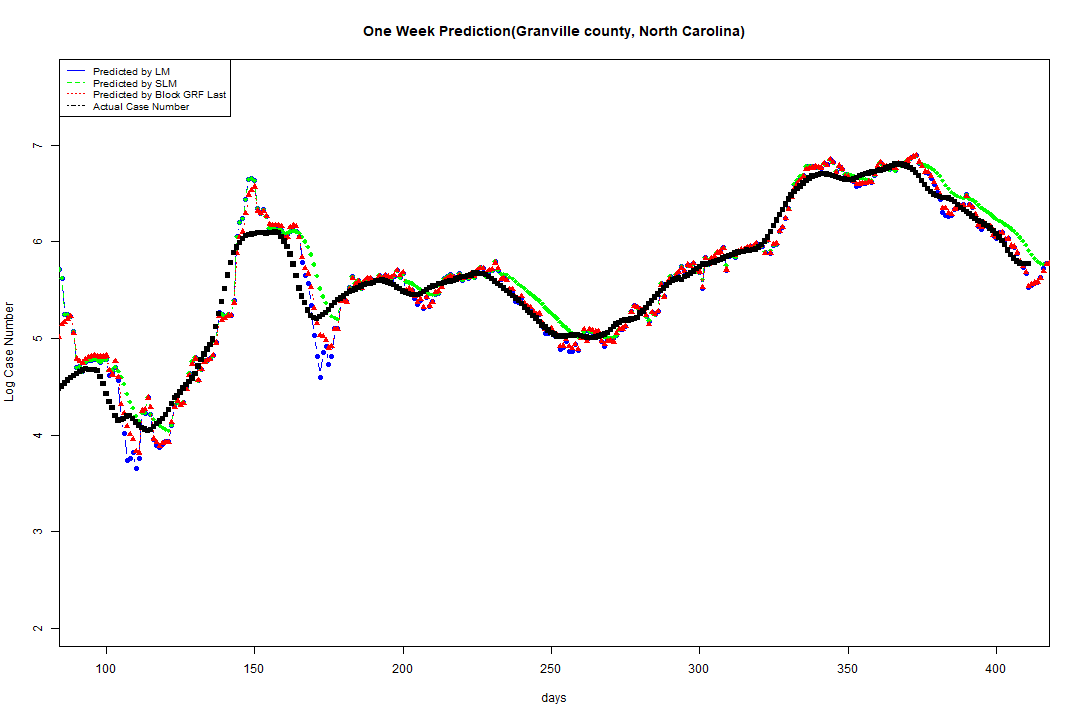 One Week Prediction(Granville county, North Carolina)
Predicted by LM
Predicted by SLM
Predicted by Block GRF Last
Actual Case Number
Log Case Number
7
6
5
4
3
2
100 150 200 250 300 350 400
days